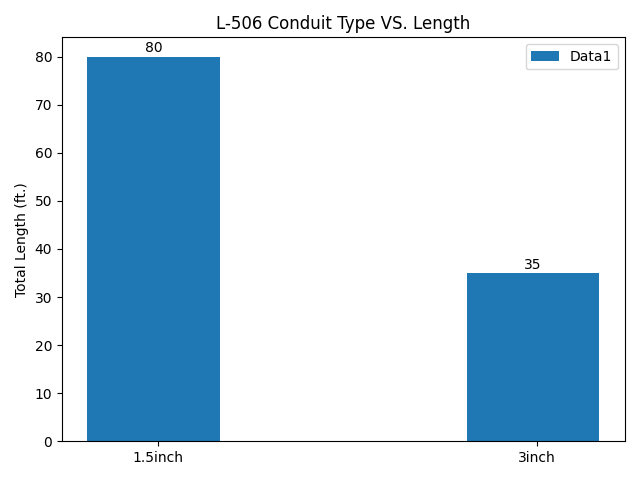 L-506 Conduit Type VS. Length
Data1
Total Length (ft.)
80
70
60
50
40
30
20
10
0
80
35
1.5inch
3inch